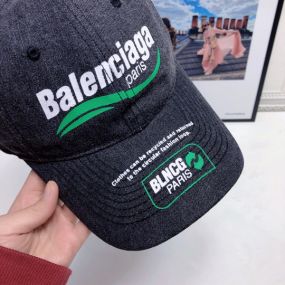 Balenciaga
paris
Clothes can be recycled and returned
to the circular fashion loop.
BLNCG
PARIS